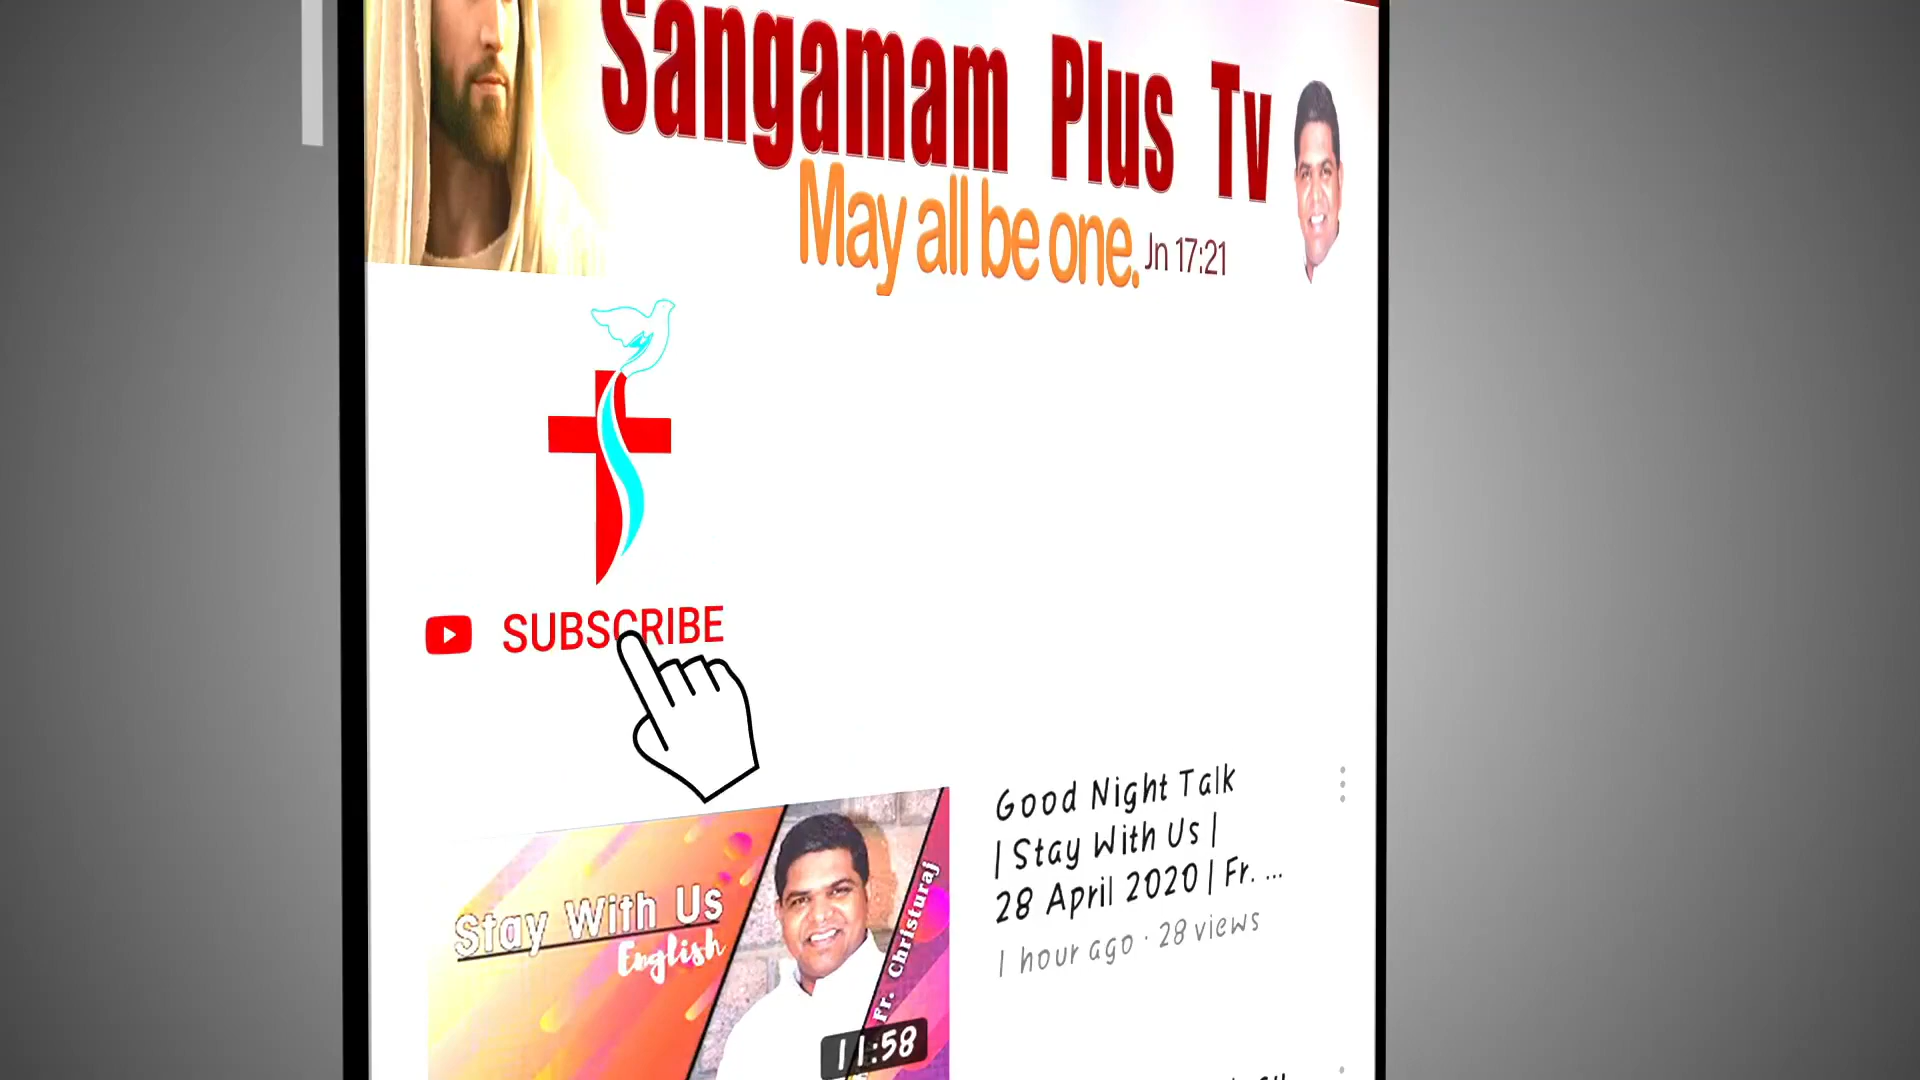 Sangamam Plus Tv
May all be one. Jn 17:21
SUBSCRIBE
Stay With Us
English
Fr. Christuraj
11:58
Good Night Talk
| Stay With Us |
28 April 2020 | Fr. ...
1 hour ago · 28 views